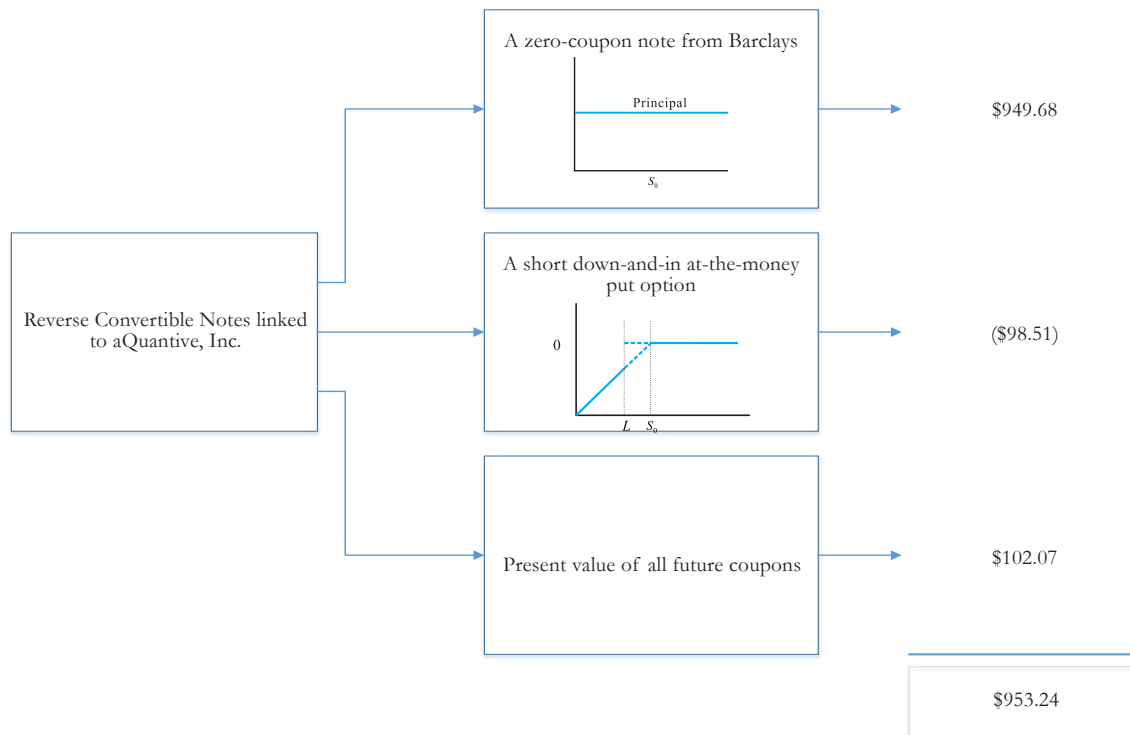 A zero-coupon note from Barclays
Principal
S₀
$949.68
Reverse Convertible Notes linked
to aQuantive, Inc.
A short down-and-in at-the-money
put option
0
L S₀
($98.51)
Present value of all future coupons
$102.07
$953.24